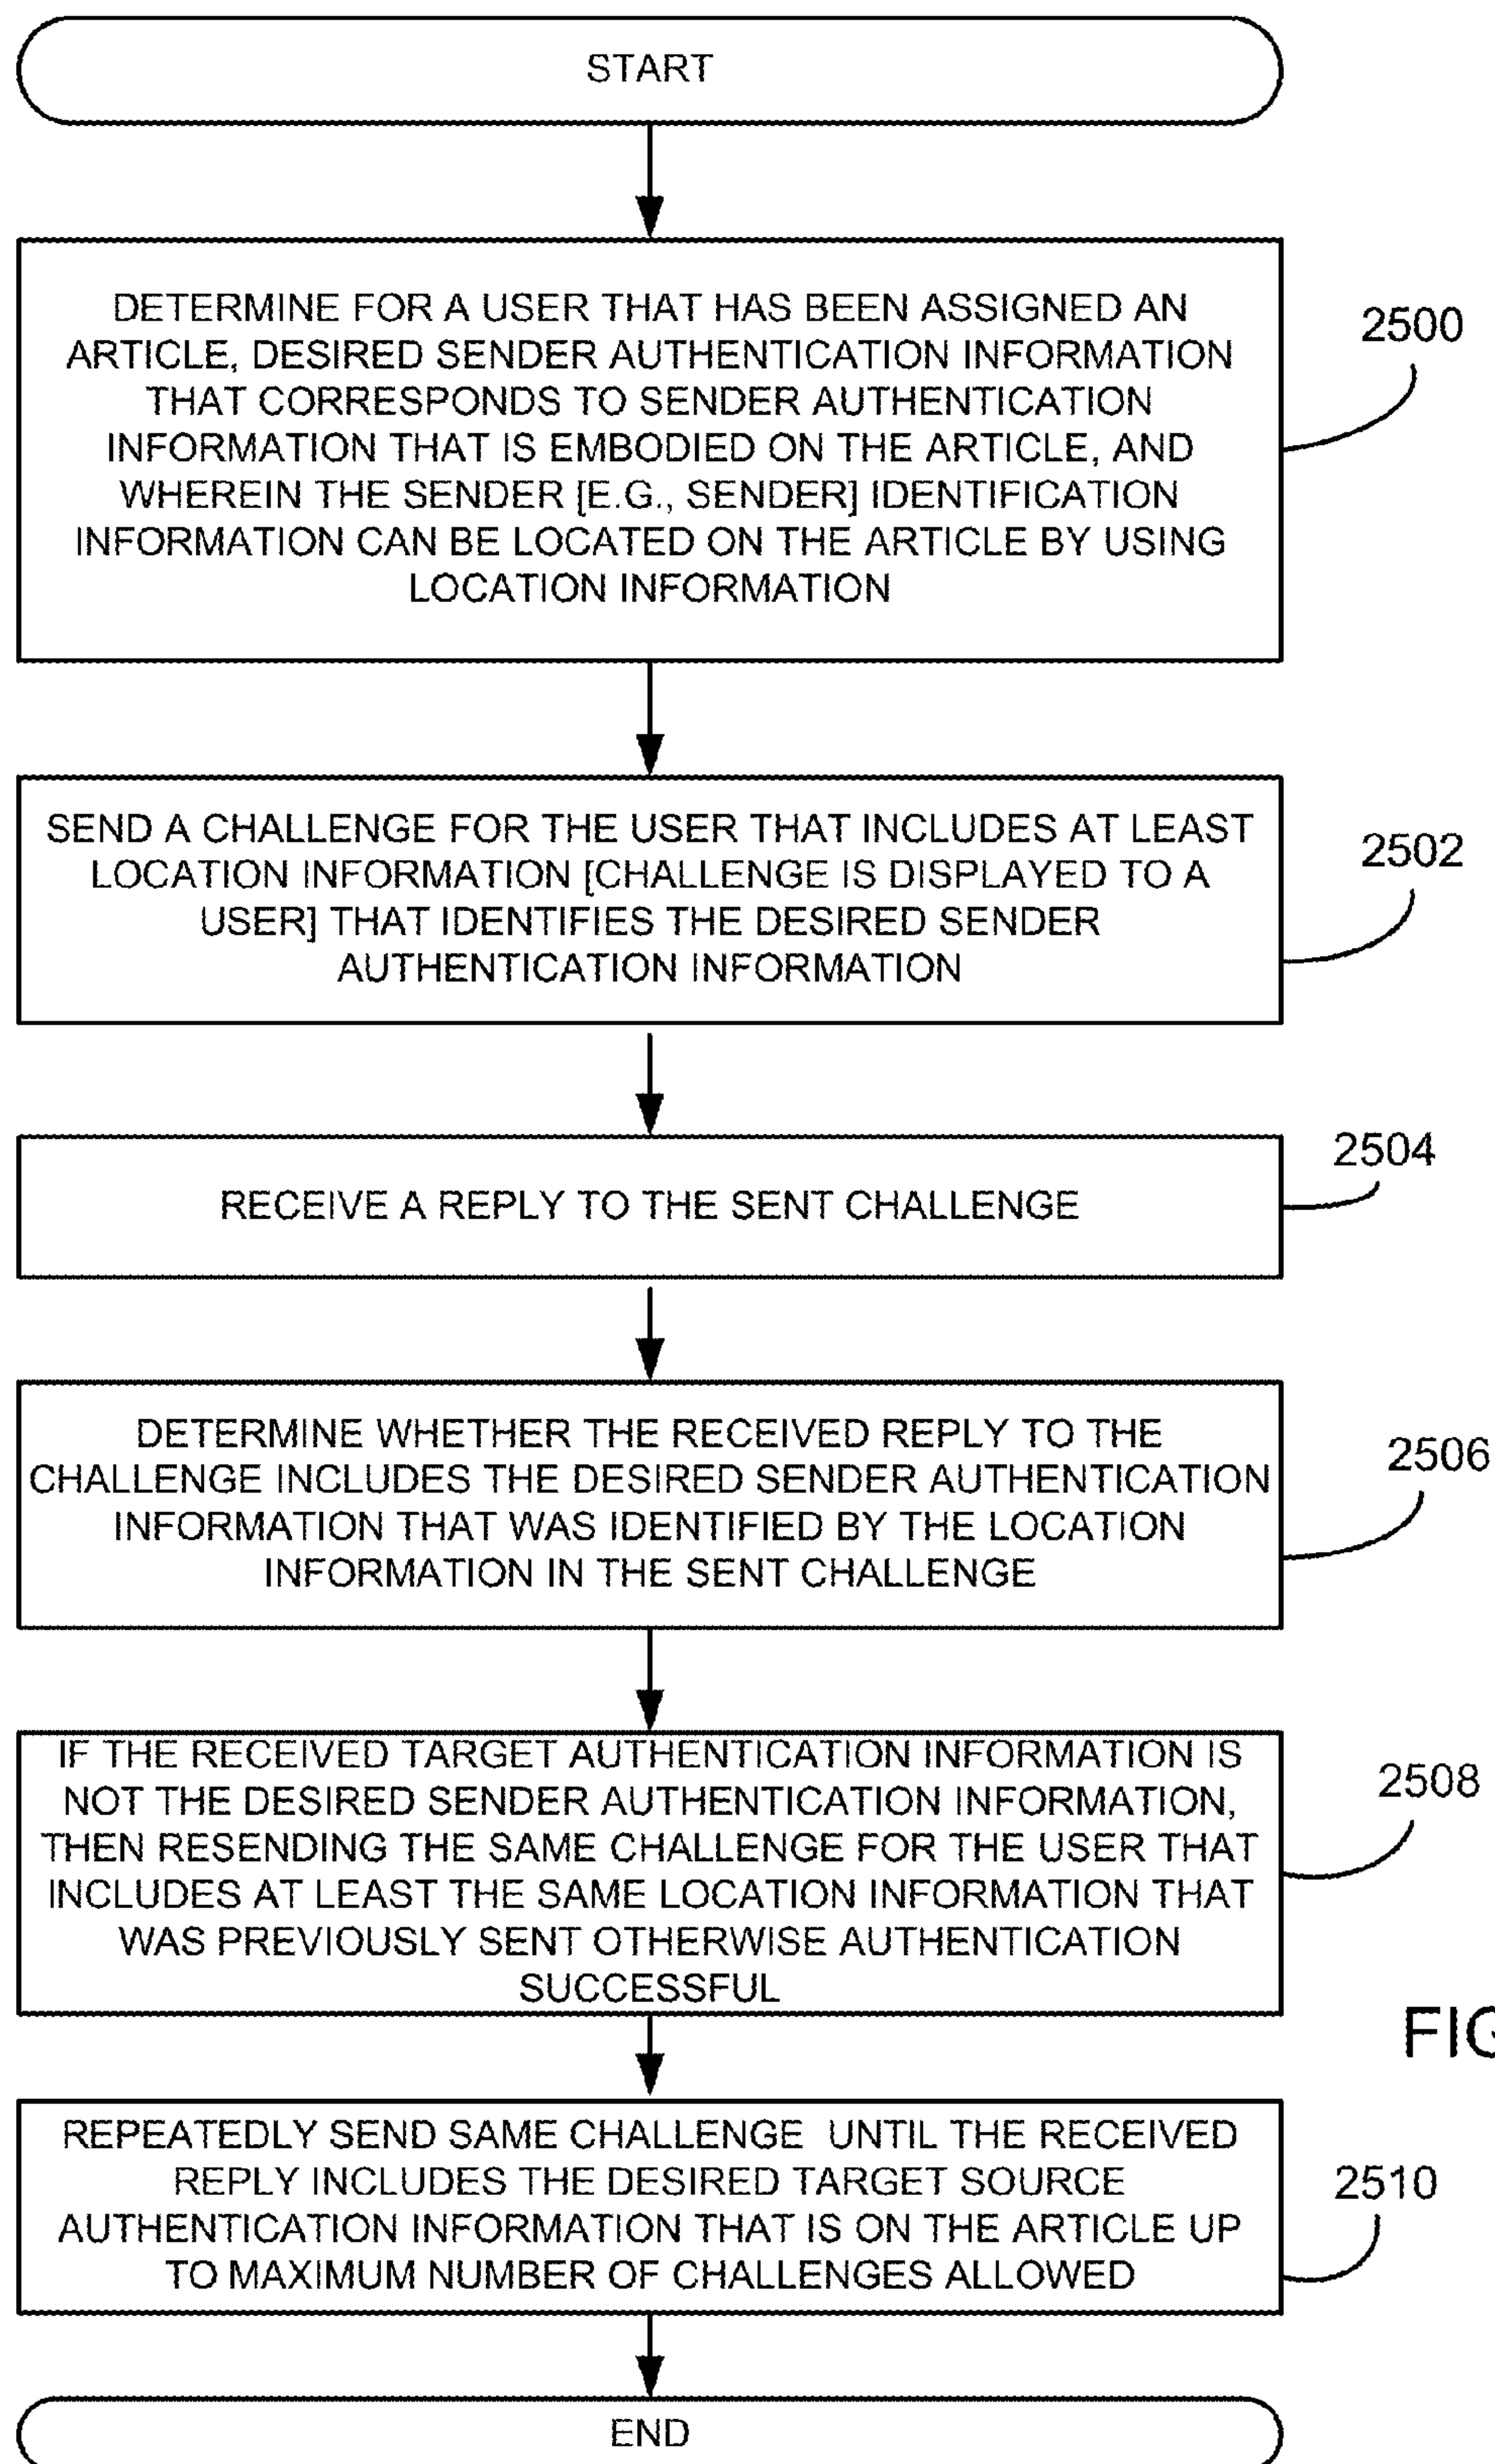 START
DETERMINE FOR A USER THAT HAS BEEN ASSIGNED AN
ARTICLE, DESIRED SENDER AUTHENTICATION INFORMATION
THAT CORRESPONDS TO SENDER AUTHENTICATION
INFORMATION THAT IS EMBODIED ON THE ARTICLE, AND
WHEREIN THE SENDER [E.G., SENDER] IDENTIFICATION
INFORMATION CAN BE LOCATED ON THE ARTICLE BY USING
LOCATION INFORMATION
2500
SEND A CHALLENGE FOR THE USER THAT INCLUDES AT LEAST
LOCATION INFORMATION [CHALLENGE IS DISPLAYED TO A
USER] THAT IDENTIFIES THE DESIRED SENDER
AUTHENTICATION INFORMATION
2502
RECEIVE A REPLY TO THE SENT CHALLENGE
2504
DETERMINE WHETHER THE RECEIVED REPLY TO THE
CHALLENGE INCLUDES THE DESIRED SENDER AUTHENTICATION
INFORMATION THAT WAS IDENTIFIED BY THE LOCATION
INFORMATION IN THE SENT CHALLENGE
2506
IF THE RECEIVED TARGET AUTHENTICATION INFORMATION IS
NOT THE DESIRED SENDER AUTHENTICATION INFORMATION,
THEN RESENDING THE SAME CHALLENGE FOR THE USER THAT
INCLUDES AT LEAST THE SAME LOCATION INFORMATION THAT
WAS PREVIOUSLY SENT OTHERWISE AUTHENTICATION
SUCCESSFUL
2508
REPEATEDLY SEND SAME CHALLENGE UNTIL THE RECEIVED
REPLY INCLUDES THE DESIRED TARGET SOURCE
AUTHENTICATION INFORMATION THAT IS ON THE ARTICLE UP
TO MAXIMUM NUMBER OF CHALLENGES ALLOWED
2510
END